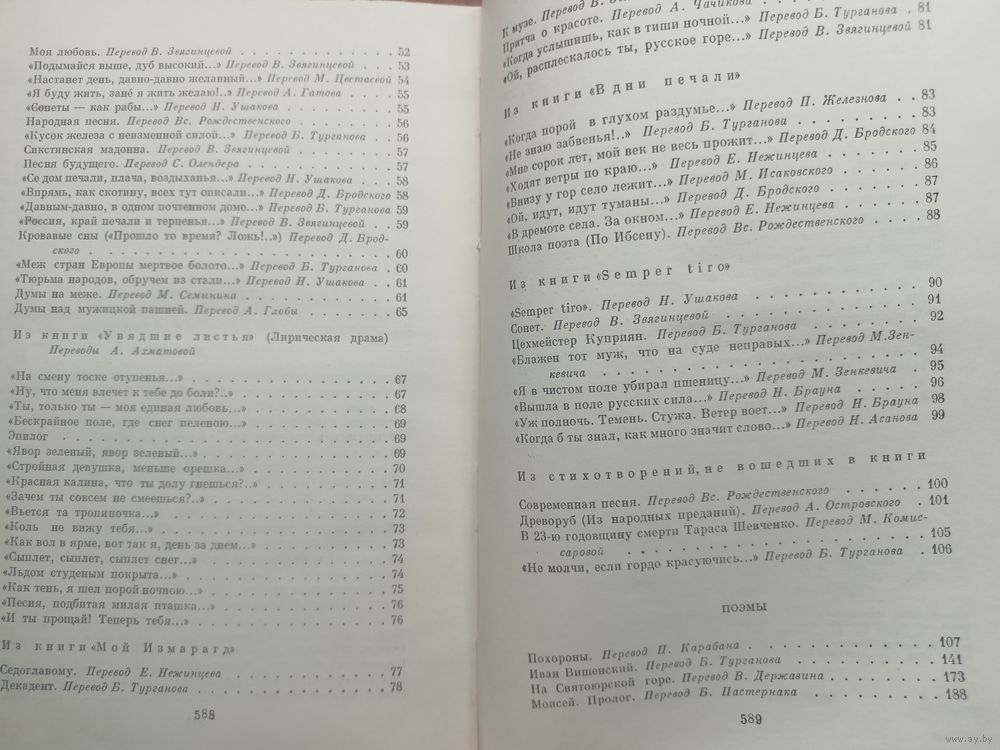 Моя любовь. Перевод В. Звягинцевой . . . . . . . . . . . . 52
«Подымайся выше, дуб высокий...» Перевод В. Звягинцевой . . 53
«Настанет день, давно-давно желанный...» Перевод М. Цветаевой 54
«Я буду жить, зане́ я жить желаю!..» Перевод А. Гатова . . . 55
«Сонеты — как рабы...» Перевод Н. Ушакова . . . . . . . . 55
Народная песня. Перевод Вс. Рождественского . . . . . . . 56
«Кусок железа с неизменной силой...» Перевод Б. Турганова . 56
Сикстинская мадонна. Перевод В. Звягинцевой . . . . . . . 57
Песня будущего. Перевод С. Олендера . . . . . . . . . . . 57
«Се дом печали, плача, воздыханья...» Перевод Н. Ушакова . . 58
«Впрямь, как скотину, всех тут описали...» Перевод Д. Бродского 58
«Давным-давно, в одном почтенном доме...» Перевод Б. Турганова 59
«Россия, край печали и терпенья...» Перевод В. Звягинцевой . . 59
Кровавые сны («Прошло то время? Ложь!..») Перевод Д. Брод-
ского . . . . . . . . . . . . . . . . . . . . . 60
«Меж стран Европы мертвое болото...» Перевод Б. Турганова . 60
«Тюрьма народов, обручем из стали...» Перевод Н. Ушакова . . 61
Думы на меже. Перевод М. Семынина . . . . . . . . . . . 61
Думы над мужицкой пашней. Перевод А. Глобы . . . . . . . 65
Из книги «Увядшие листья» (Лирическая драма)
Переводы А. Ахматовой
«На смену тоске отупенья...» . . . . . . . . . . . . . . . 67
«Ну, что меня влечет к тебе до боли?..» . . . . . . . . . . . 67
«Ты, только ты — моя единая любовь...» . . . . . . . . . . 68
«Бескрайное поле, где снег пеленою...» . . . . . . . . . . . 69
Эпилог . . . . . . . . . . . . . . . . . . . . . . . 69
«Явор зеленый, явор зеленый...» . . . . . . . . . . . . . . 69
«Стройная девушка, меньше орешка...» . . . . . . . . . . . 70
«Красная калина, что ты долу гнешься?..» . . . . . . . . . . 71
«Зачем ты совсем не смеешься?..» . . . . . . . . . . . . . 71
«Вьется та тропиночка...» . . . . . . . . . . . . . . . . 72
«Коль не вижу тебя...» . . . . . . . . . . . . . . . . . 73
«Как вол в ярме, вот так я, день за днем...» . . . . . . . . . 73
«Сыплет, сыплет, сыплет снег...» . . . . . . . . . . . . . 74
«Льдом студеным покрыта...» . . . . . . . . . . . . . . . 74
«Как тень, я шел порой ночною...» . . . . . . . . . . . . . 75
«Песня, подбитая милая пташка...» . . . . . . . . . . . . . 76
«И ты прощай! Теперь тебя...» . . . . . . . . . . . . . . 76
Из книги «Мой Измарагд»
Седоглавому. Перевод Е. Нежинцева . . . . . . . . . . . . 77
Декадент. Перевод Б. Турганова . . . . . . . . . . . . . . 78
588
К музе. Перевод В.
Притча о красоте. Перевод А. Чачикова . . . .
«Когда услышишь, как в тиши ночной...» Перевод Б. Турганова . 81
«Ой, расплескалось ты, русское горе...» Перевод В. Звягинцевой 81
Из книги «В дни печали»
«Когда порой в глухом раздумье...» Перевод П. Железнова . . 83
«Не знаю забвенья!..» Перевод Б. Турганова . . . . . . . . 83
«Мне сорок лет, мой век не весь прожит...» Перевод Д. Бродского 84
«Ходят ветры по краю...» Перевод Е. Нежинцева . . . . . . 85
«Внизу у гор село лежит...» Перевод М. Исаковского . . . . . 86
«Ой, идут, идут туманы...» Перевод Д. Бродского . . . . . . 87
«В дремоте села. За окном...» Перевод Е. Нежинцева . . . . . 87
Школа поэта (По Ибсену). Перевод Вс. Рождественского . . . . 88
Из книги «Semper tiro»
«Semper tiro». Перевод Н. Ушакова . . . . . . . . . . . . 90
Сонет. Перевод В. Звягинцевой . . . . . . . . . . . . . . 91
Цехмейстер Куприян. Перевод Б. Турганова . . . . . . . . . 92
«Блажен тот муж, что на суде неправых...» Перевод М. Зен-
кевича . . . . . . . . . . . . . . . . . . . . . 94
«Я в чистом поле убирал пшеницу...» Перевод М. Зенкевича . 95
«Вышла в поле русских сила...» Перевод Н. Брауна . . . . . 96
«Уж полночь. Темень. Стужа. Ветер воет...» Перевод Н. Брауна 98
«Когда б ты знал, как много значит слово...» Перевод Н. Асанова 99
Из стихотворений, не вошедших в книги
Современная песня. Перевод Вс. Рождественского . . . . . . 100
Древоруб (Из народных преданий). Перевод А. Островского . 101
В 23-ю годовщину смерти Тараса Шевченко. Перевод М. Комис-
саровой . . . . . . . . . . . . . . . . . . . . 105
«Не молчи, если гордо красуючись...» Перевод Б. Турганова . 106
ПОЭМЫ
Похороны. Перевод П. Карабана . . . . . . . . . . . . . 107
Иван Вишенский. Перевод Б. Турганова . . . . . . . . . . 141
На Святоюрской горе. Перевод В. Державина . . . . . . . . 173
Моисей. Пролог. Перевод Б. Пастернака . . . . . . . . . . 188
589
www.ay.by